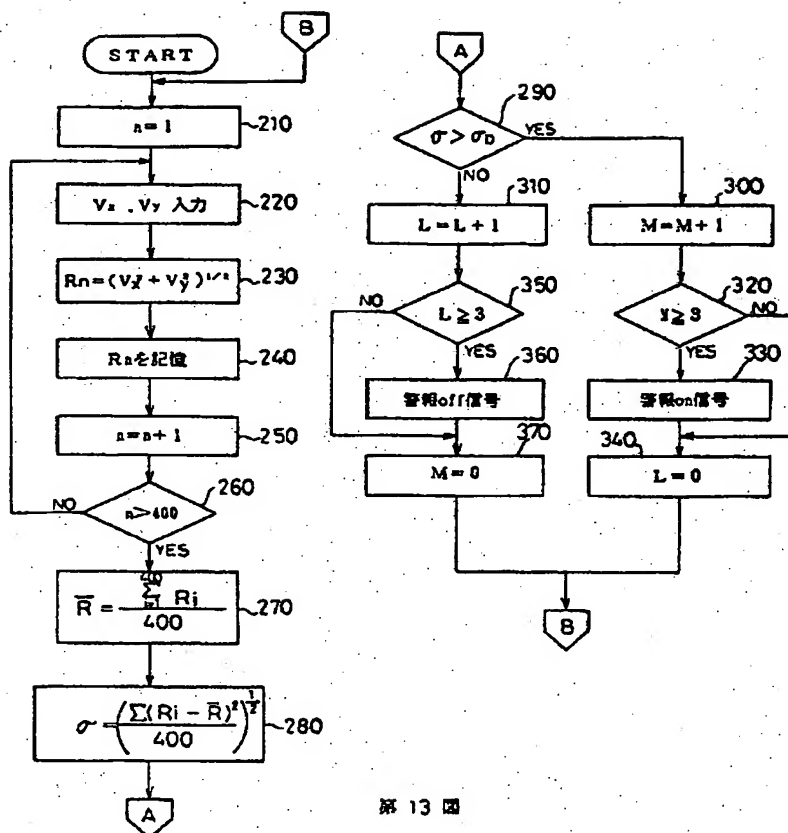 START
B
n=1
210
Vx , Vy 入力
220
Rn=(Vx²+Vy²)1/2
230
Rnを記憶
240
n=n+1
250
260
n>400
NO
YES
R̄ = Σ Ri / 400
270
σ = (Σ(Ri − R̄)² / 400)^½
280
A
A
290
σ>σD
YES
NO
310
L=L+1
300
M=M+1
NO
350
L≧3
YES
320
M≧3
NO
YES
360
警報off信号
330
警報on信号
370
M=0
340
L=0
B
第 13 図